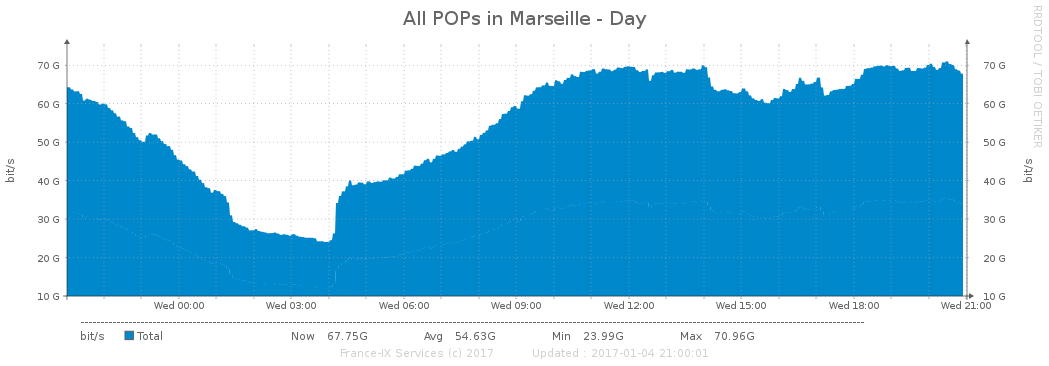 All POPs in Marseille - Day
RRDTOOL / TOBI OETIKER
bit/s
bit/s
70 G 70 G
60 G 60 G
50 G 50 G
40 G 40 G
30 G 30 G
20 G 20 G
10 G 10 G
Wed 00:00 Wed 03:00 Wed 06:00 Wed 09:00 Wed 12:00 Wed 15:00 Wed 18:00 Wed 21:00
bit/s Total Now 67.75G Avg 54.63G Min 23.99G Max 70.96G
France-IX Services (c) 2017 Updated : 2017-01-04 21:00:01